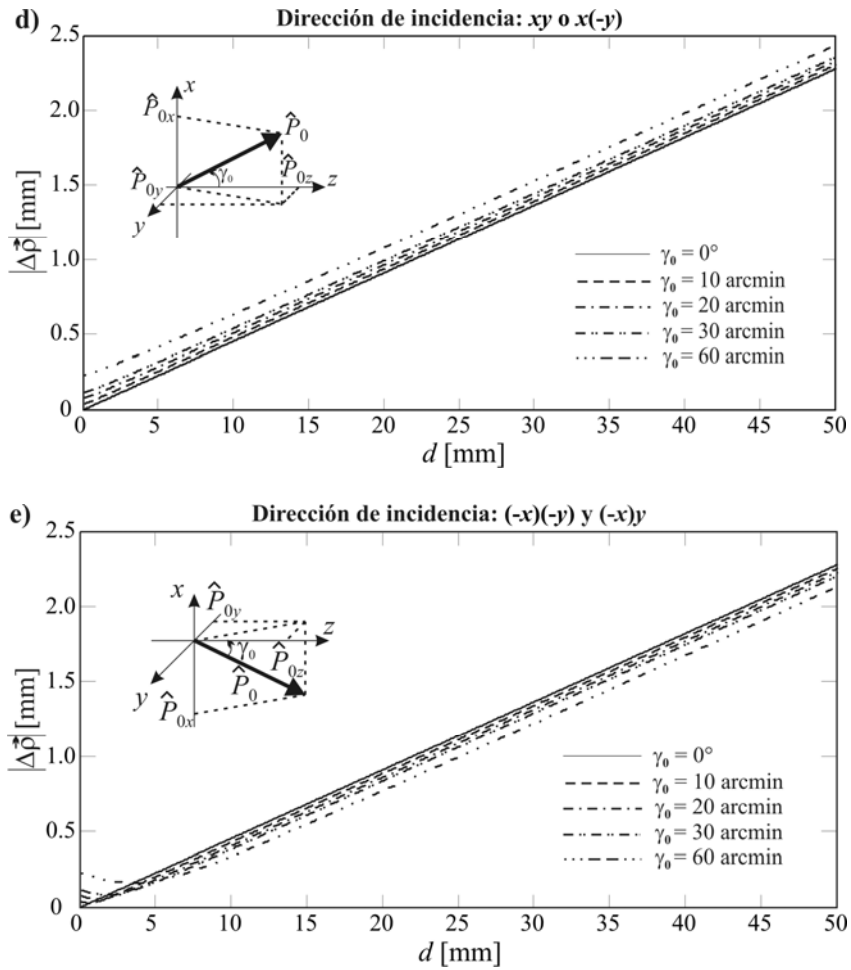 d) Dirección de incidencia: xy o x(-y)
2.5
2.0
1.5
1.0
0.5
0
|Δρ⃗| [mm]
x
P̂₀ₓ
P̂₀
P̂₀y
γ₀
P̂₀z
z
y
γ₀ = 0°
γ₀ = 10 arcmin
γ₀ = 20 arcmin
γ₀ = 30 arcmin
γ₀ = 60 arcmin
0 5 10 15 20 25 30 35 40 45 50
d [mm]
e) Dirección de incidencia: (-x)(-y) y (-x)y
2.5
2.0
1.5
1.0
0.5
0
|Δρ⃗| [mm]
x
P̂₀y
z
γ₀
P̂₀z
P̂₀
y
P̂₀ₓ
γ₀ = 0°
γ₀ = 10 arcmin
γ₀ = 20 arcmin
γ₀ = 30 arcmin
γ₀ = 60 arcmin
0 5 10 15 20 25 30 35 40 45 50
d [mm]